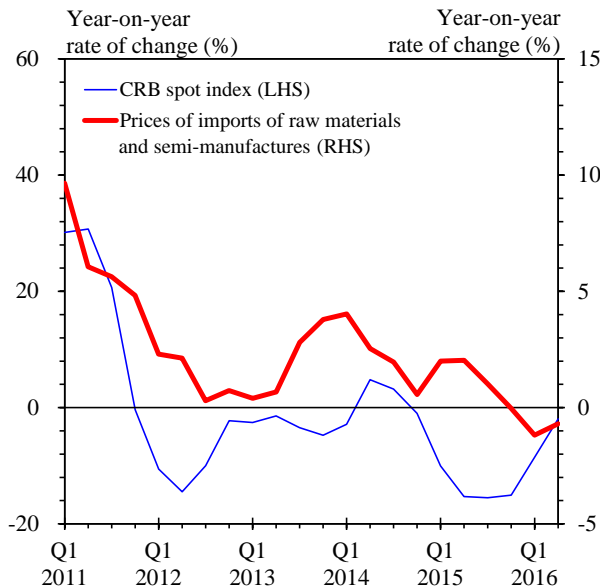 Year-on-year
rate of change (%)
Year-on-year
rate of change (%)
60
40
20
0
-20
15
10
5
0
-5
CRB spot index (LHS)
Prices of imports of raw materials
and semi-manufactures (RHS)
Q1 Q1 Q1 Q1 Q1 Q1
2011 2012 2013 2014 2015 2016